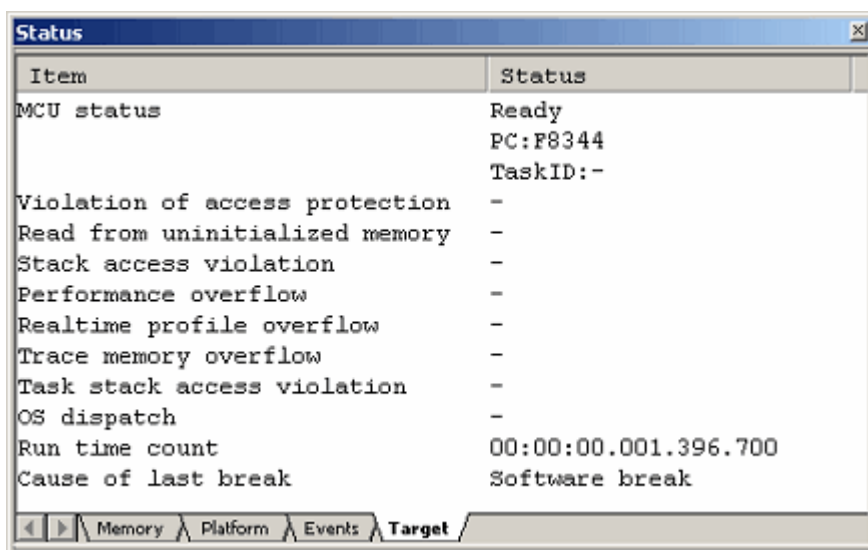 Status
Item Status
MCU status Ready
PC:F8344
TaskID:-
Violation of access protection -
Read from uninitialized memory -
Stack access violation -
Performance overflow -
Realtime profile overflow -
Trace memory overflow -
Task stack access violation -
OS dispatch -
Run time count 00:00:00.001.396.700
Cause of last break Software break
Memory Platform Events Target